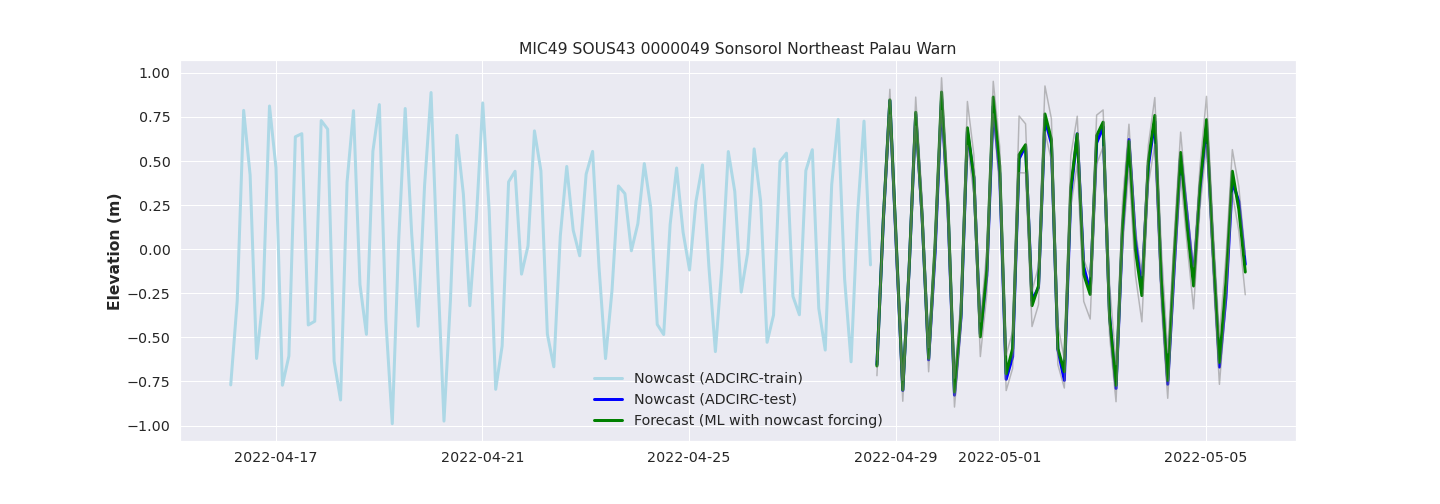 MIC49 SOUS43 0000049 Sonsorol Northeast Palau Warn
Elevation (m)
1.00
0.75
0.50
0.25
0.00
−0.25
−0.50
−0.75
−1.00
Nowcast (ADCIRC-train)
Nowcast (ADCIRC-test)
Forecast (ML with nowcast forcing)
2022-04-17 2022-04-21 2022-04-25 2022-04-29 2022-05-01 2022-05-05